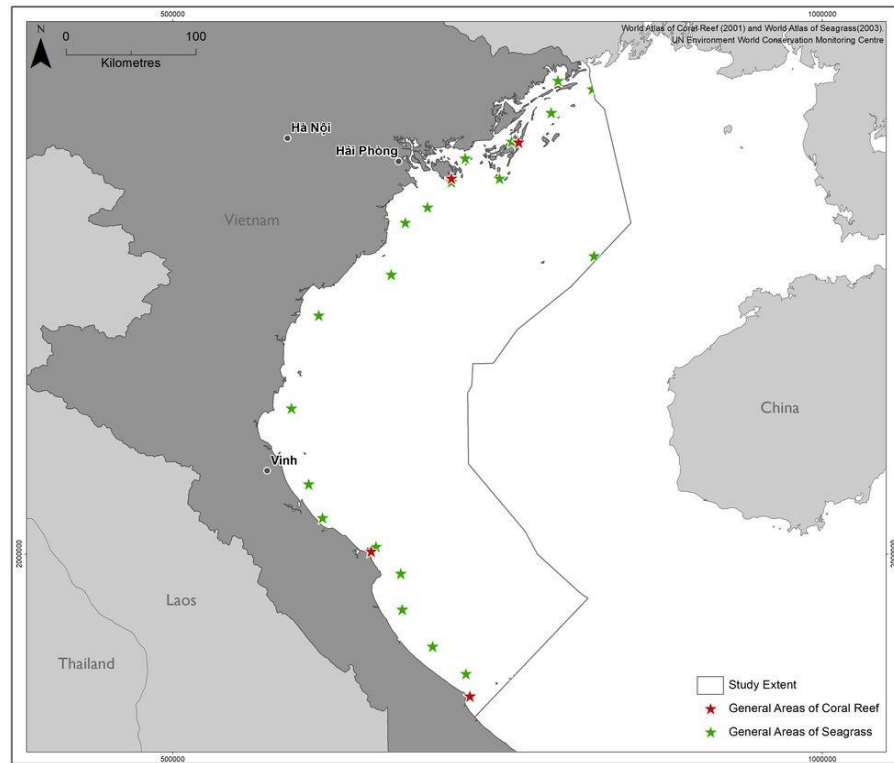 500000
1000000
World Atlas of Coral Reef (2001) and World Atlas of Seagrass(2003).
UN Environment World Conservation Monitoring Centre
N
0 100
Kilometres
Hà Nội
Hải Phòng
Vietnam
China
Vinh
2000000
2000000
Laos
Thailand
Study Extent
General Areas of Coral Reef
General Areas of Seagrass
500000
1000000